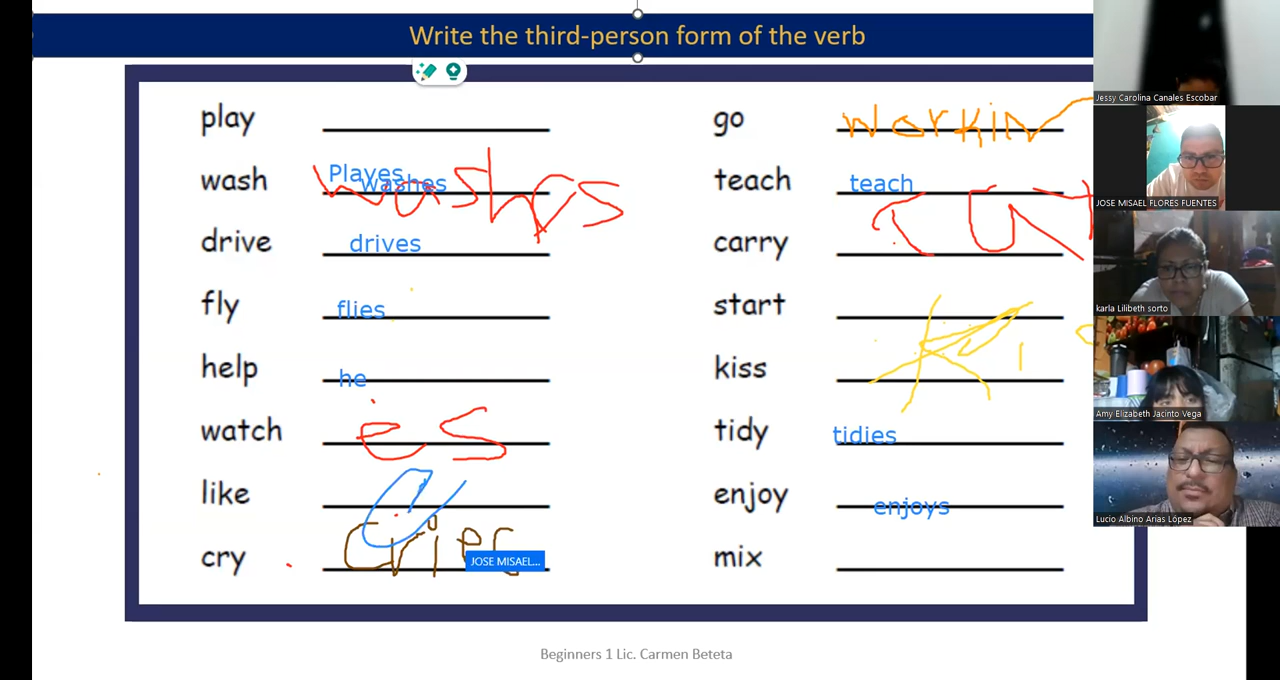 Write the third-person form of the verb
play
go
workin
wash
Playes
washes
washes
teach
teach
drive
drives
carry
fly
flies
start
help
he
kiss
watch
es
tidy
tidies
like
enjoy
enjoys
cry
cries
JOSE MISAEL...
mix
Beginners 1 Lic. Carmen Beteta
Jessy Carolina Canales Escobar
JOSE MISAEL FLORES FUENTES
karla Lilibeth sorto
Amy Elizabeth Jacinto Vega
Lucio Albino Arias López